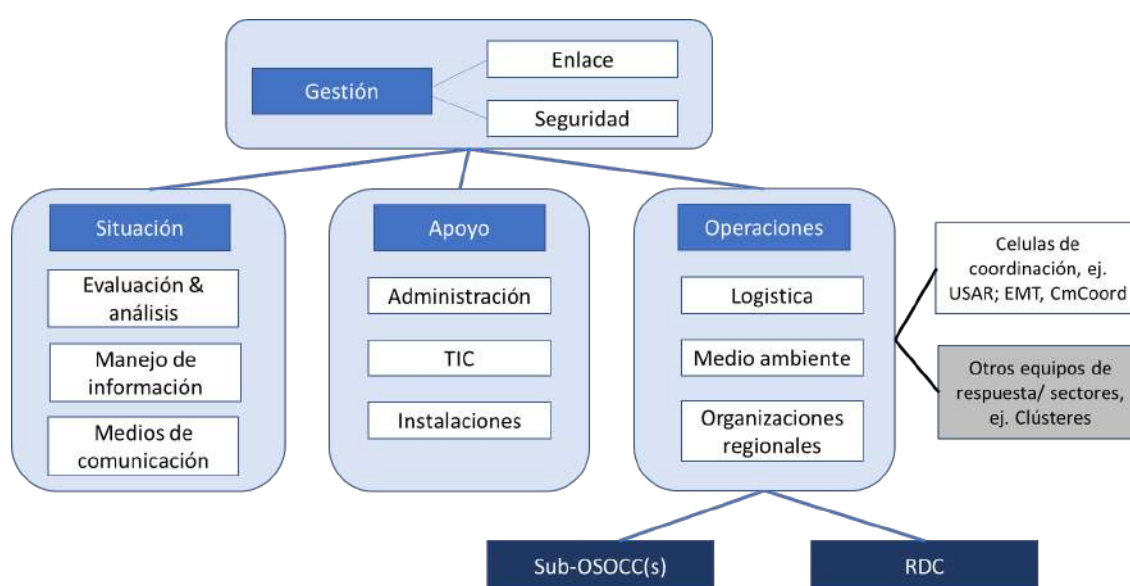 Gestión
Enlace
Seguridad
Situación
Evaluación &
análisis
Manejo de
información
Medios de
comunicación
Apoyo
Administración
TIC
Instalaciones
Operaciones
Logistica
Medio ambiente
Organizaciones
regionales
Celulas de
coordinación, ej.
USAR; EMT, CmCoord
Otros equipos de
respuesta/ sectores,
ej. Clústeres
Sub-OSOCC(s)
RDC